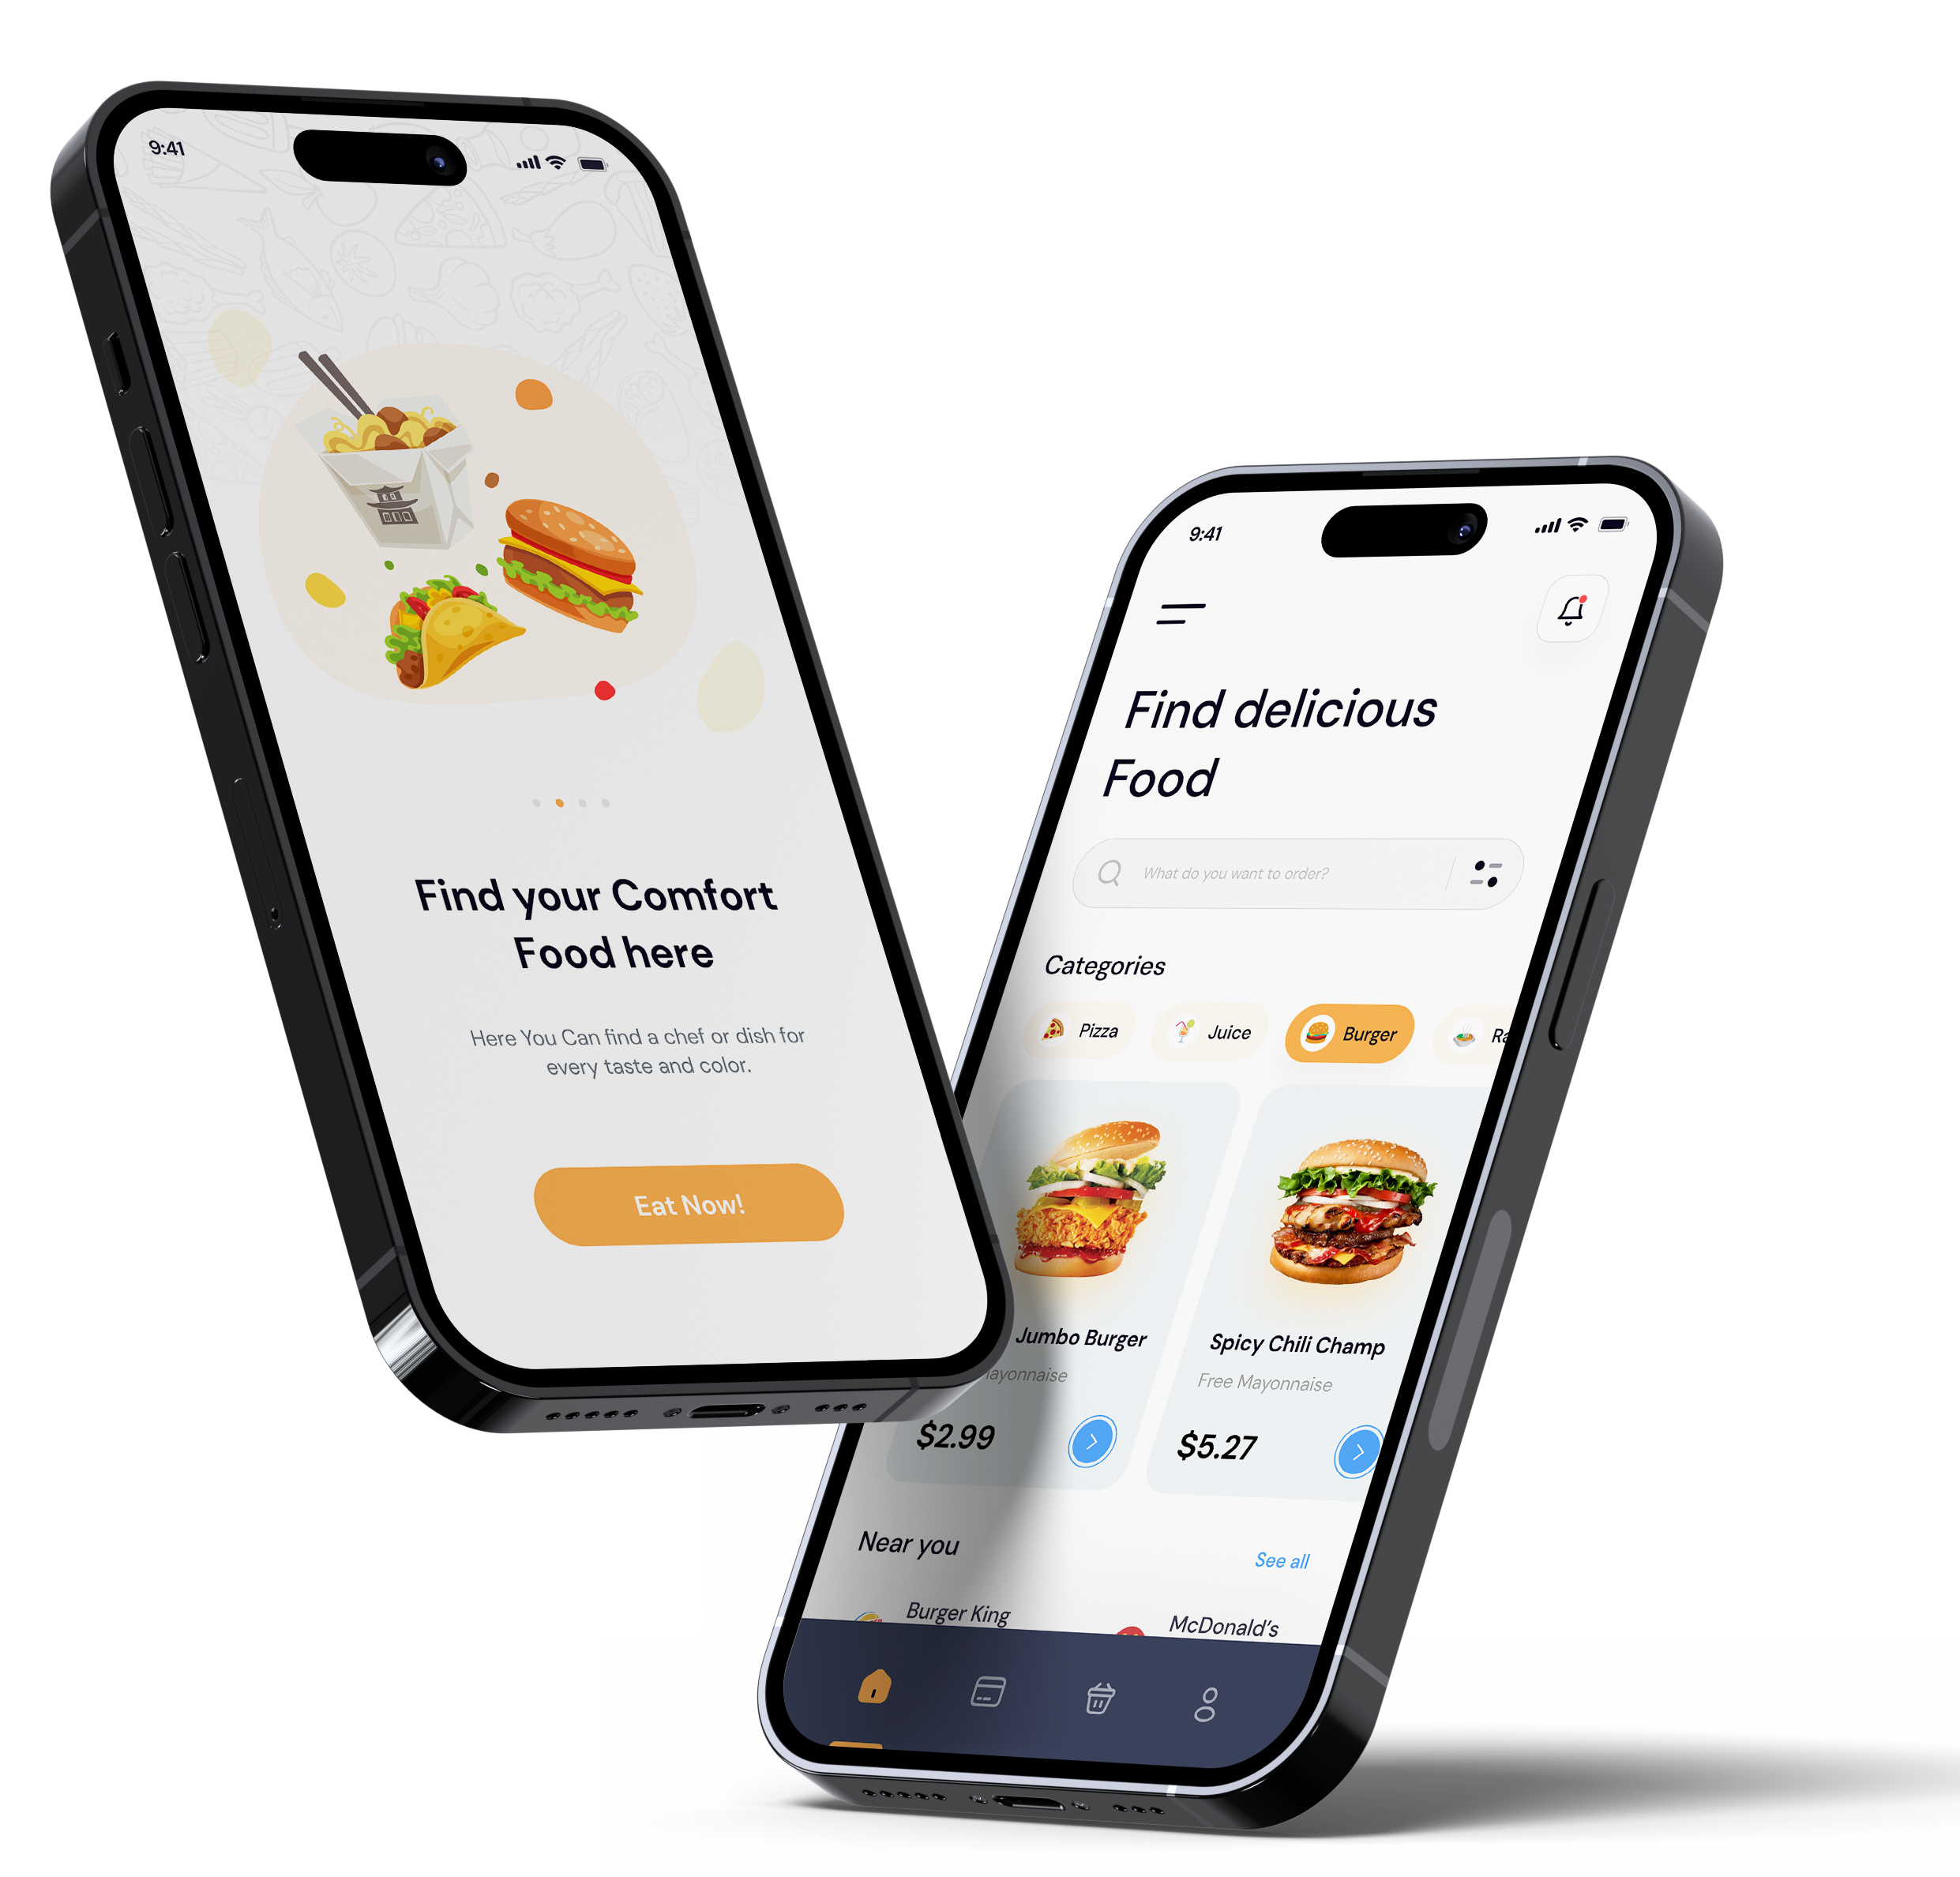 9:41
Find your Comfort
Food here
Here You Can find a chef or dish for
every taste and color.
Eat Now!
9:41
Find delicious
Food
What do you want to order?
Categories
Pizza
Juice
Burger
Jumbo Burger
Spicy Chili Champ
Free Mayonnaise
$2.99
$5.27
Near you
See all
Burger King
McDonald's